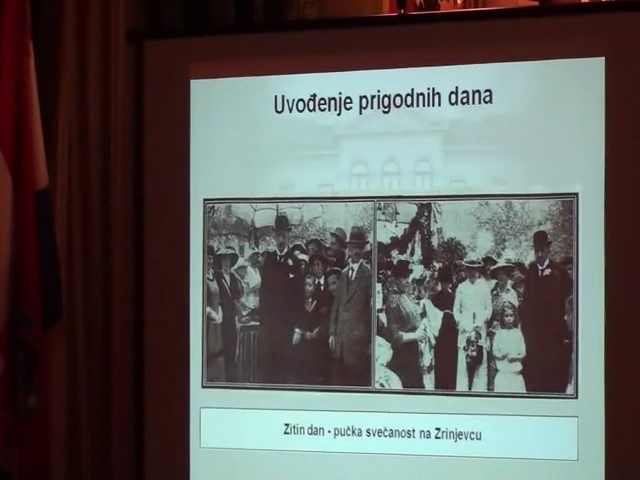 Uvođenje prigodnih dana
Zitin dan - pučka svečanost na Zrinjevcu